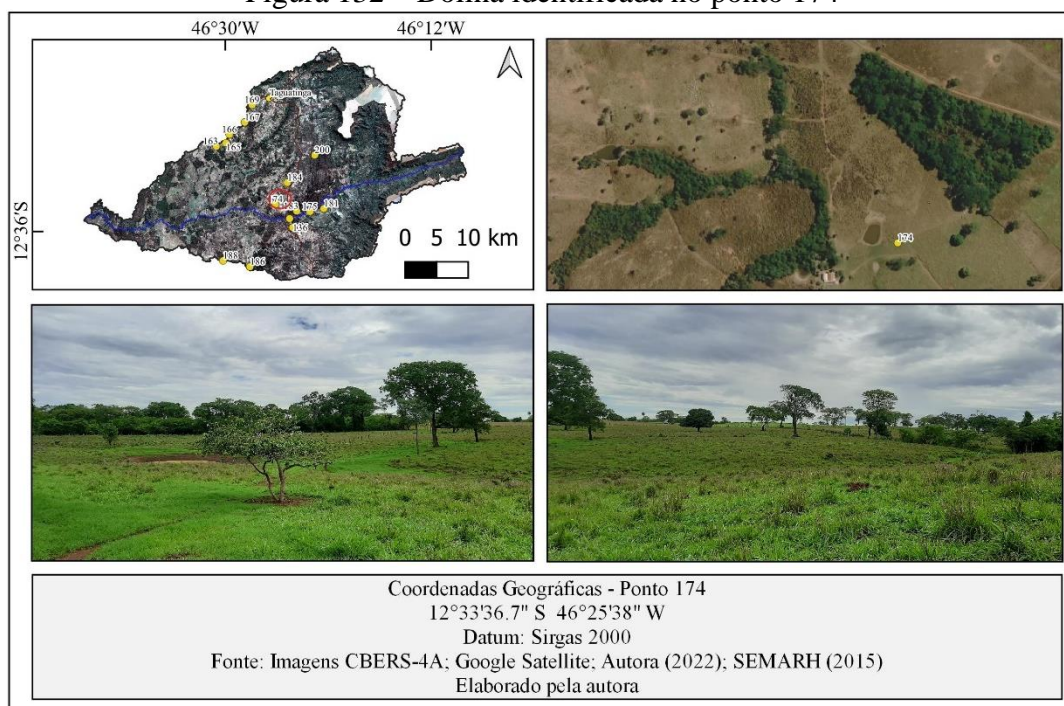 Figura 132 – Dolina identificada no ponto 174
46°30'W 46°12'W
12°36'S
Taguatinga
169
167
166
163
165
200
184
174
175
181
136
188
186
0 5 10 km
174
Coordenadas Geográficas - Ponto 174
12°33'36.7" S 46°25'38" W
Datum: Sirgas 2000
Fonte: Imagens CBERS-4A; Google Satellite; Autora (2022); SEMARH (2015)
Elaborado pela autora